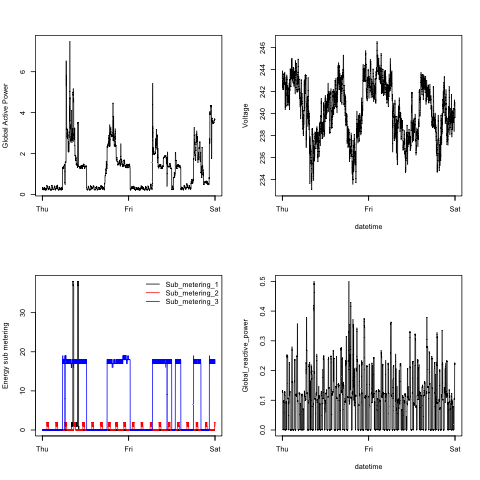 Global Active Power
0
2
4
6
Thu
Fri
Sat
Voltage
234
236
240
244
246
Thu
Fri
Sat
datetime
Energy sub metering
0
10
20
30
Thu
Fri
Sat
Sub_metering_1
Sub_metering_2
Sub_metering_3
Global_reactive_power
0.0
0.1
0.2
0.3
0.4
0.5
Thu
Fri
Sat
datetime